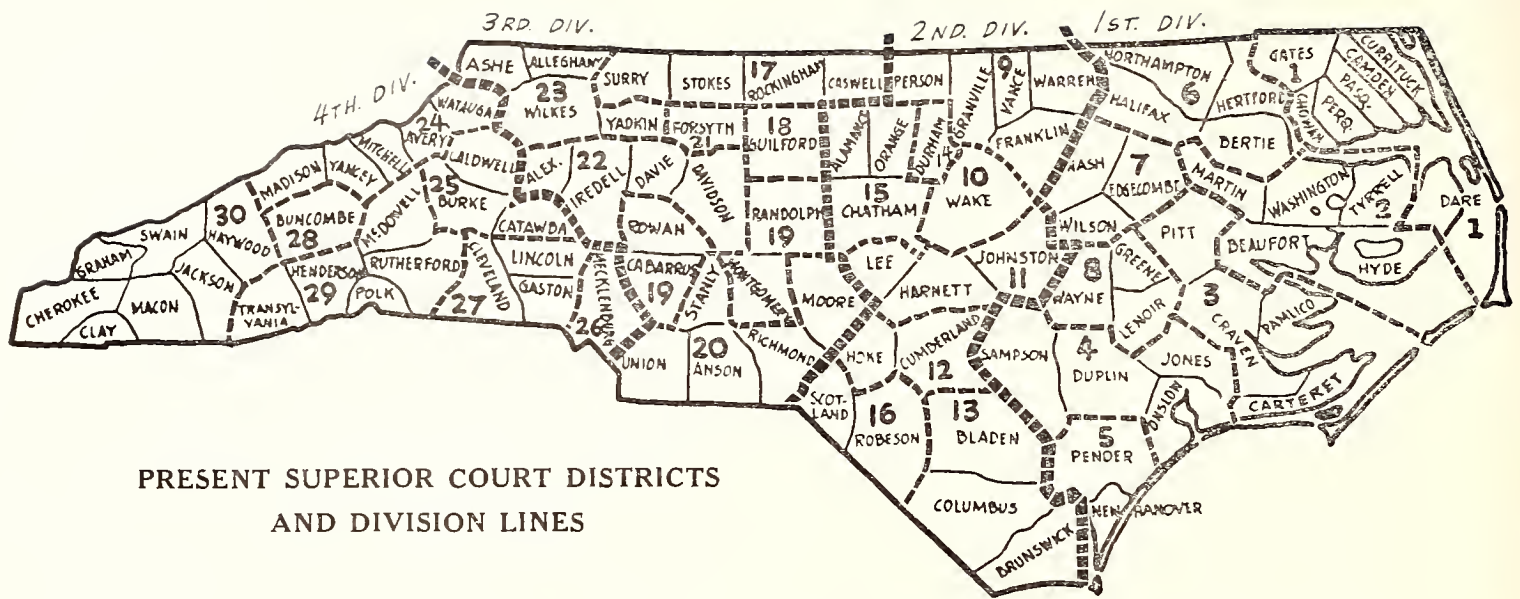 3RD. DIV.
2ND. DIV.
1ST. DIV.
4TH. DIV.
ASHE
ALLEGHANY
SURRY
STOKES
17
ROCKINGHAM
CASWELL
PERSON
GRANVILLE
9
VANCE
WARREN
NORTHAMPTON
6
GATES
1
CURRITUCK
CAMDEN
PASQ.
PERQ.
CHOWAN
HERTFORD
HALIFAX
BERTIE
WATAUGA
23
WILKES
YADKIN
FORSYTH
21
18
GUILFORD
ALAMANCE
ORANGE
DURHAM
14
FRANKLIN
NASH
7
EDGECOMBE
MARTIN
WASHINGTON
TYRRELL
2
DARE
1
24
AVERY
MITCHELL
YANCEY
MADISON
CALDWELL
ALEX.
22
IREDELL
DAVIE
DAVIDSON
RANDOLPH
19
15
CHATHAM
10
WAKE
WILSON
PITT
BEAUFORT
HYDE
25
BURKE
McDOWELL
BUNCOMBE
28
30
HAYWOOD
SWAIN
GRAHAM
CATAWBA
ROWAN
LINCOLN
CABARRUS
19
STANLY
MONTGOMERY
MOORE
LEE
HARNETT
JOHNSTON
11
8
WAYNE
GREENE
LENOIR
3
CRAVEN
PAMLICO
CHEROKEE
CLAY
MACON
JACKSON
TRANSYL-
VANIA
HENDERSON
29
POLK
RUTHERFORD
CLEVELAND
27
GASTON
MECKLENBURG
26
UNION
20
ANSON
RICHMOND
HOKE
CUMBERLAND
12
SAMPSON
4
DUPLIN
JONES
ONSLOW
CARTERET
SCOT-
LAND
16
ROBESON
13
BLADEN
5
PENDER
COLUMBUS
NEW HANOVER
BRUNSWICK
PRESENT SUPERIOR COURT DISTRICTS
AND DIVISION LINES